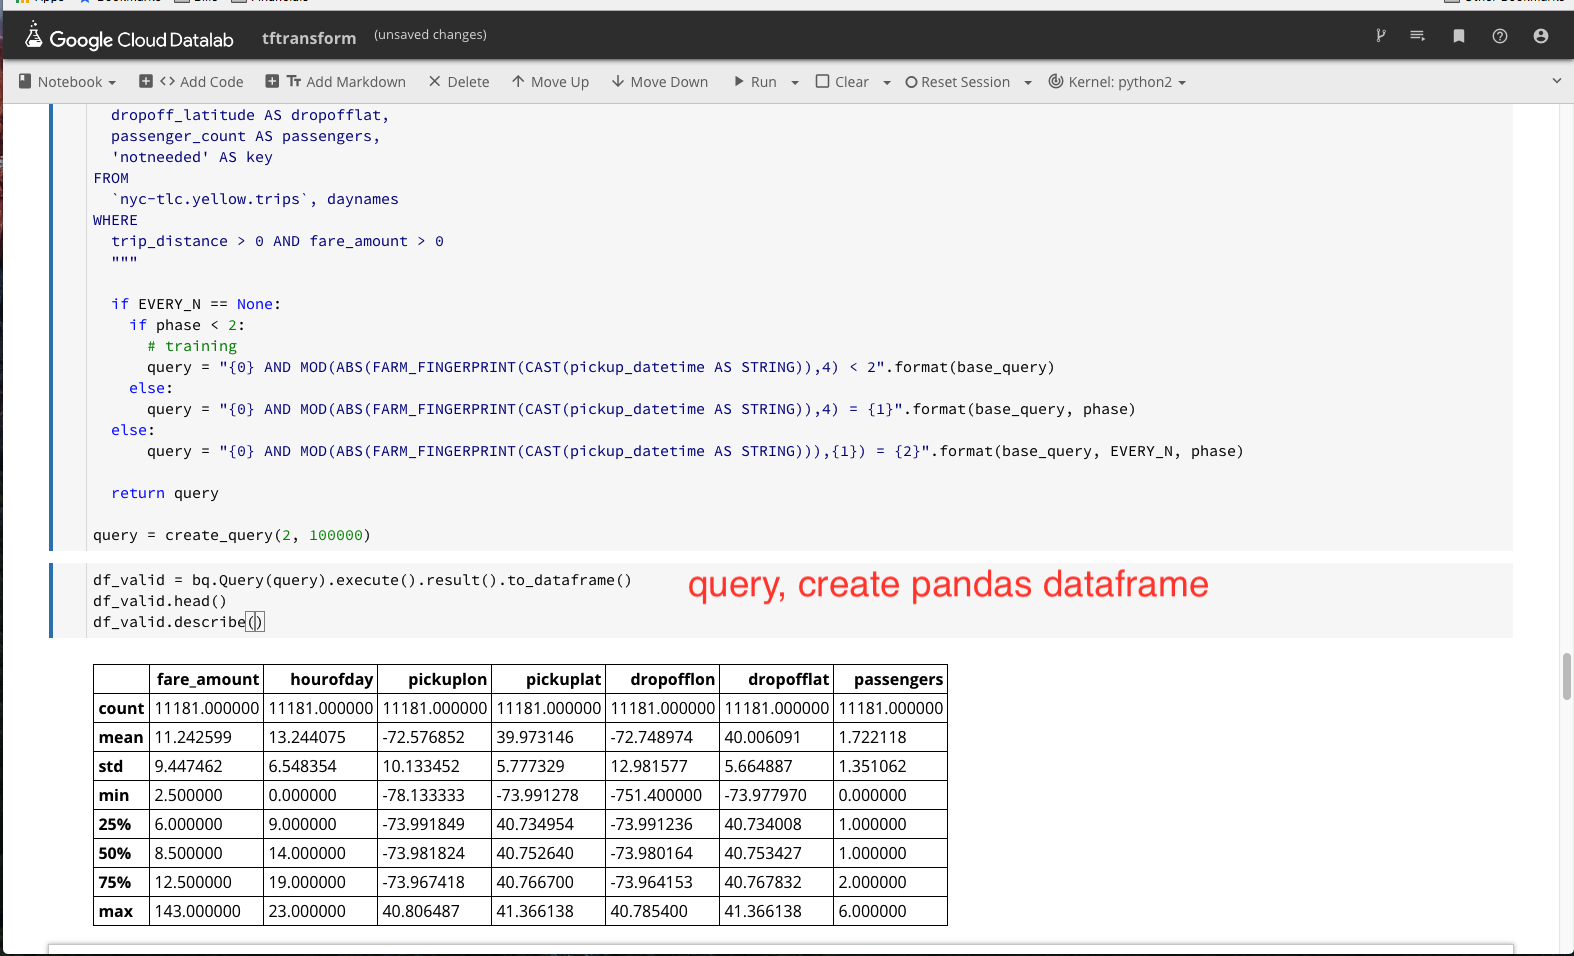 Apps Bookmarks Bills Financials Other Bookmarks
Google Cloud Datalab tftransform (unsaved changes)
Notebook <> Add Code Tт Add Markdown Delete Move Up Move Down Run Clear Reset Session Kernel: python2
dropoff_latitude AS dropofflat,
passenger_count AS passengers,
'notneeded' AS key
FROM
`nyc-tlc.yellow.trips`, daynames
WHERE
trip_distance > 0 AND fare_amount > 0
"""
if EVERY_N == None:
if phase < 2:
# training
query = "{0} AND MOD(ABS(FARM_FINGERPRINT(CAST(pickup_datetime AS STRING)),4) < 2".format(base_query)
else:
query = "{0} AND MOD(ABS(FARM_FINGERPRINT(CAST(pickup_datetime AS STRING)),4) = {1}".format(base_query, phase)
else:
query = "{0} AND MOD(ABS(FARM_FINGERPRINT(CAST(pickup_datetime AS STRING))),{1}) = {2}".format(base_query, EVERY_N, phase)
return query
query = create_query(2, 100000)
df_valid = bq.Query(query).execute().result().to_dataframe()
query, create pandas dataframe
df_valid.head()
df_valid.describe()
fare_amount hourofday pickuplon pickuplat dropofflon dropofflat passengers
count 11181.000000 11181.000000 11181.000000 11181.000000 11181.000000 11181.000000 11181.000000
mean 11.242599 13.244075 -72.576852 39.973146 -72.748974 40.006091 1.722118
std 9.447462 6.548354 10.133452 5.777329 12.981577 5.664887 1.351062
min 2.500000 0.000000 -78.133333 -73.991278 -751.400000 -73.977970 0.000000
25% 6.000000 9.000000 -73.991849 40.734954 -73.991236 40.734008 1.000000
50% 8.500000 14.000000 -73.981824 40.752640 -73.980164 40.753427 1.000000
75% 12.500000 19.000000 -73.967418 40.766700 -73.964153 40.767832 2.000000
max 143.000000 23.000000 40.806487 41.366138 40.785400 41.366138 6.000000